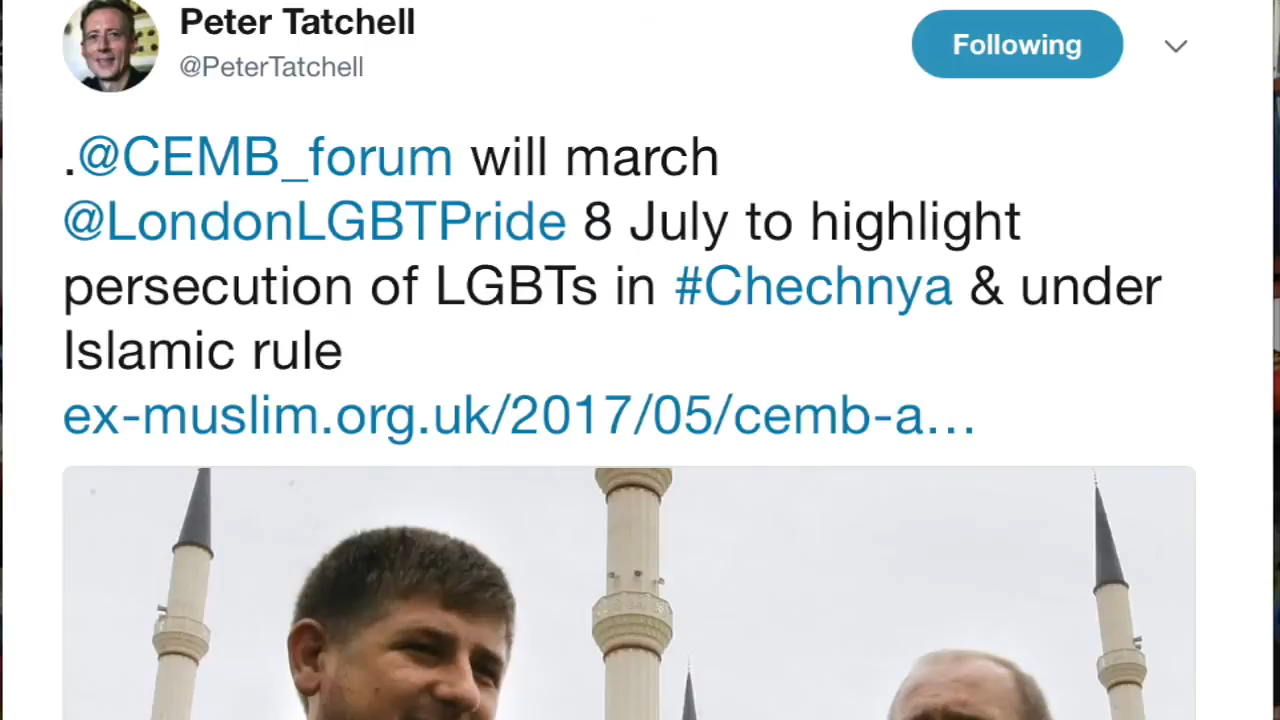 Peter Tatchell
@PeterTatchell
Following
.@CEMB_forum will march
@LondonLGBTPride 8 July to highlight
persecution of LGBTs in #Chechnya & under
Islamic rule
ex-muslim.org.uk/2017/05/cemb-a…